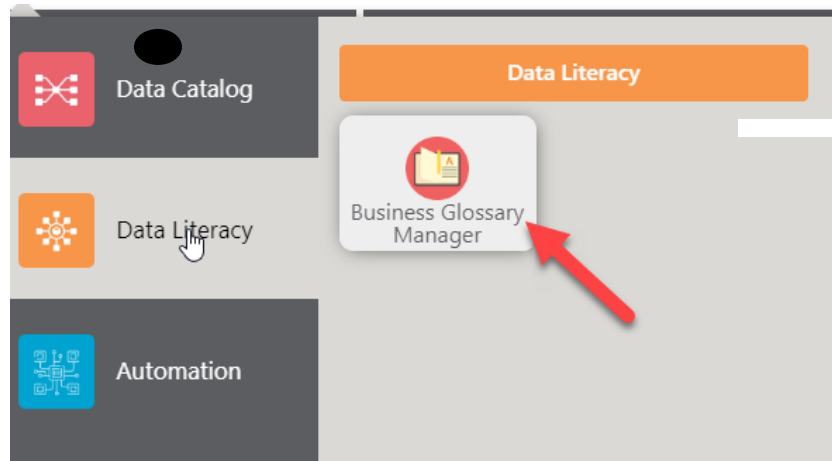 Data Catalog
Data Literacy
Automation
Data Literacy
Business Glossary
Manager